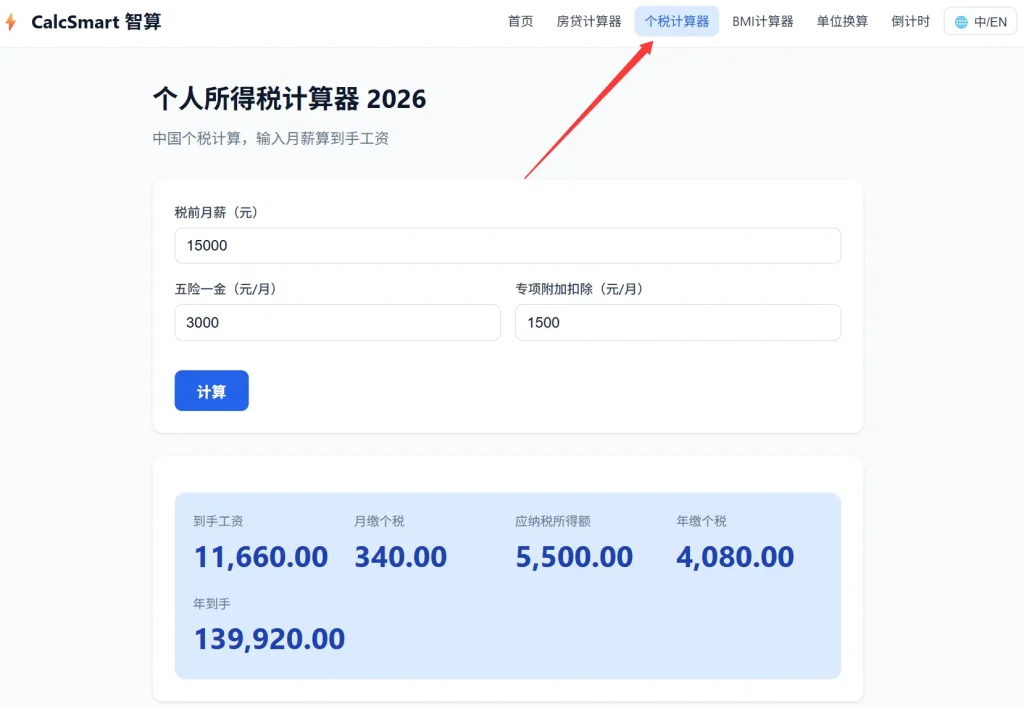 CalcSmart 智算
首页 房贷计算器 个税计算器 BMI计算器 单位换算 倒计时 中/EN
个人所得税计算器 2026
中国个税计算，输入月薪算到手工资
税前月薪（元）
15000
五险一金（元/月） 专项附加扣除（元/月）
3000 1500
计算
到手工资 月缴个税 应纳税所得额 年缴个税
11,660.00 340.00 5,500.00 4,080.00
年到手
139,920.00